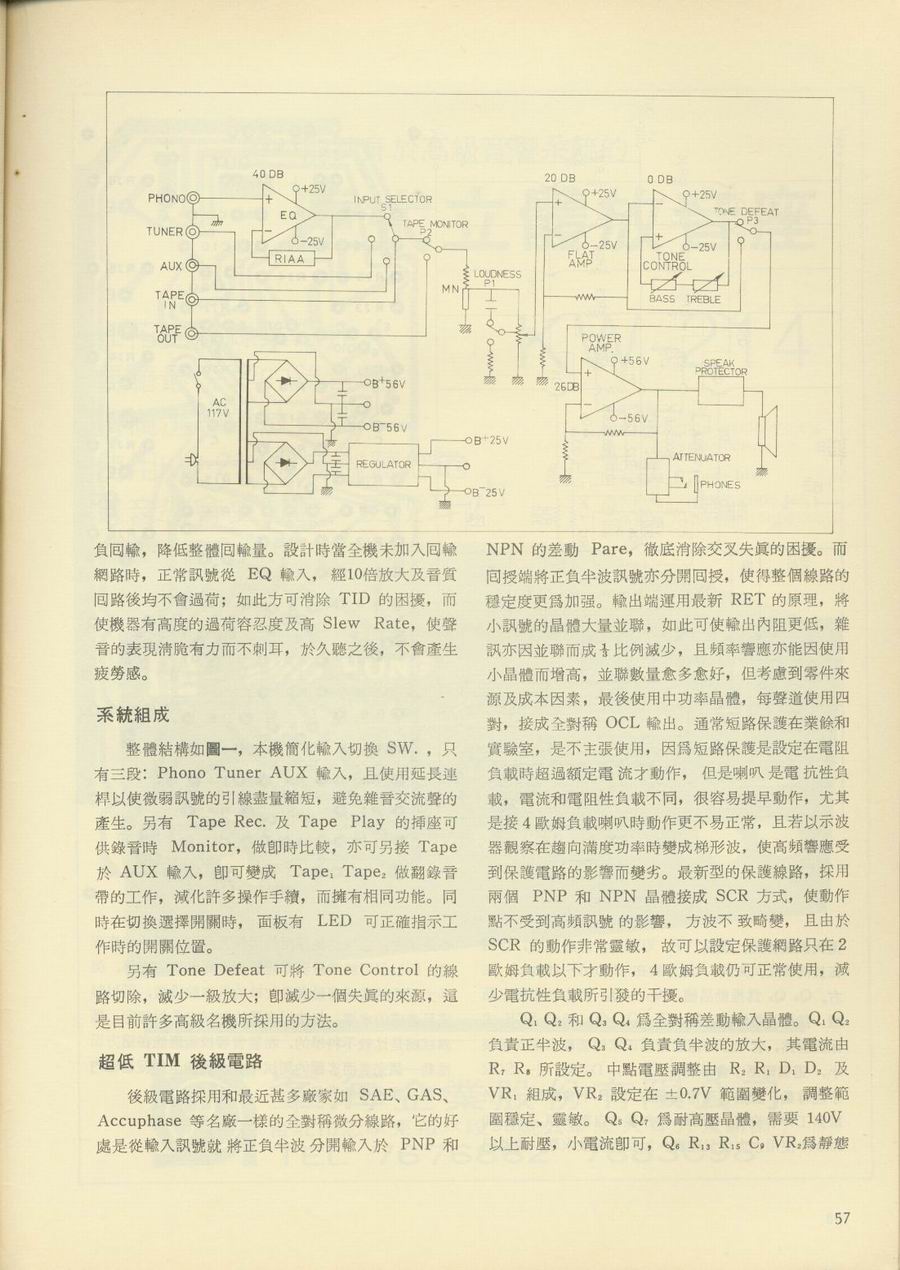 40 DB
+25V
PHONO
EQ
INPUT SELECTOR
S1
TAPE MONITOR
P2
TUNER
-25V
RIAA
AUX
LOUDNESS
P1
MN
TAPE
IN
TAPE
OUT
20 DB
+25V
0 DB
+25V
TONE DEFEAT
P3
-25V
FLAT
AMP
-25V
TONE
CONTROL
BASS TREBLE
POWER
AMP.
+56V
SPEAK
PROTECTOR
26DB
-56V
ATTENUATOR
PHONES
AC
117V
B+56V
B-56V
REGULATOR
B+25V
B-25V
負回輸,降低整體回輸量。設計時當全機未加入回輸
網路時,正常訊號從 EQ 輸入, 經10倍放大及音質
回路後均不會過荷;如此方可消除 TID 的困擾,而
使機器有高度的過荷容忍度及高 Slew Rate,使聲
音的表現淸脆有力而不刺耳,於久聽之後,不會產生
疲勞感。
系統組成
整體結構如圖一,本機簡化輸入切換 SW. ,只
有三段:Phono Tuner AUX 輸入,且使用延長連
桿以使微弱訊號的引線盡量縮短,避免雜音交流聲的
產生。另有 Tape Rec. 及 Tape Play 的揷座可
供錄音時 Monitor,做卽時比較,亦可另接 Tape
於 AUX 輸入,卽可變成 Tape₁ Tape₂ 做翻錄音
帶的工作,減化許多操作手續,而擁有相同功能。同
時在切換選擇開關時, 面板有 LED 可正確指示工
作時的開關位置。
另有 Tone Defeat 可將 Tone Control 的線
路切除,減少一級放大;卽減少一個失眞的來源,這
是目前許多高級名機所採用的方法。
超低 TIM 後級電路
後級電路採用和最近甚多廠家如 SAE、GAS、
Accuphase 等名廠一樣的全對稱微分線路,它的好
處是從輸入訊號就 將正負半波 分開輸入於 PNP 和
NPN 的差動 Pare,徹底消除交叉失眞的困擾。而
回授端將正負半波訊號亦分開回授,使得整個線路的
穩定度更爲加强。輸出端運用最新 RET 的原理,將
小訊號的晶體大量並聯,如此可使輸出內阻更低,雜
訊亦因並聯而成 比例減少,且頻率響應亦能因使用
小晶體而增高,並聯數量愈多愈好,但考慮到零件來
源及成本因素,最後使用中功率晶體,每聲道使用四
對,接成全對稱 OCL 輸出。通常短路保護在業餘和
實驗室,是不主張使用,因爲短路保護是設定在電阻
負載時超過額定電 流才動作, 但是喇叭 是電 抗性負
載,電流和電阻性負載不同,很容易提早動作,尤其
是接4歐姆負載喇叭時動作更不易正常,且若以示波
器觀察在趨向滿度功率時變成梯形波,使高頻響應受
到保護電路的影響而變劣。最新型的保護線路,採用
兩個 PNP 和 NPN 晶體接成 SCR 方式,使動作
點不受到高頻訊號 的影響, 方波不 致畸變, 且由於
SCR 的動作非常靈敏, 故可以設定保護網路只在2
歐姆負載以下才動作, 4歐姆負載仍可正常使用,減
少電抗性負載所引發的干擾。
Q₁ Q₂ 和 Q₃ Q₄ 爲全對稱差動輸入晶體。Q₁ Q₂
負責正半波, Q₃ Q₄ 負責負半波的放大, 其電流由
R₇ R₈ 所設定。 中點電壓調整由 R₂ R₁ D₁ D₂ 及
VR₁ 組成,VR₂ 設定在 ±0.7V 範圍變化, 調整範
圍穩定、靈敏。 Q₅ Q₇ 爲耐高壓晶體,需要 140V
以上耐壓,小電流卽可,Q₆ R₁₃ R₁₅ C₉ VR₂爲靜態
57